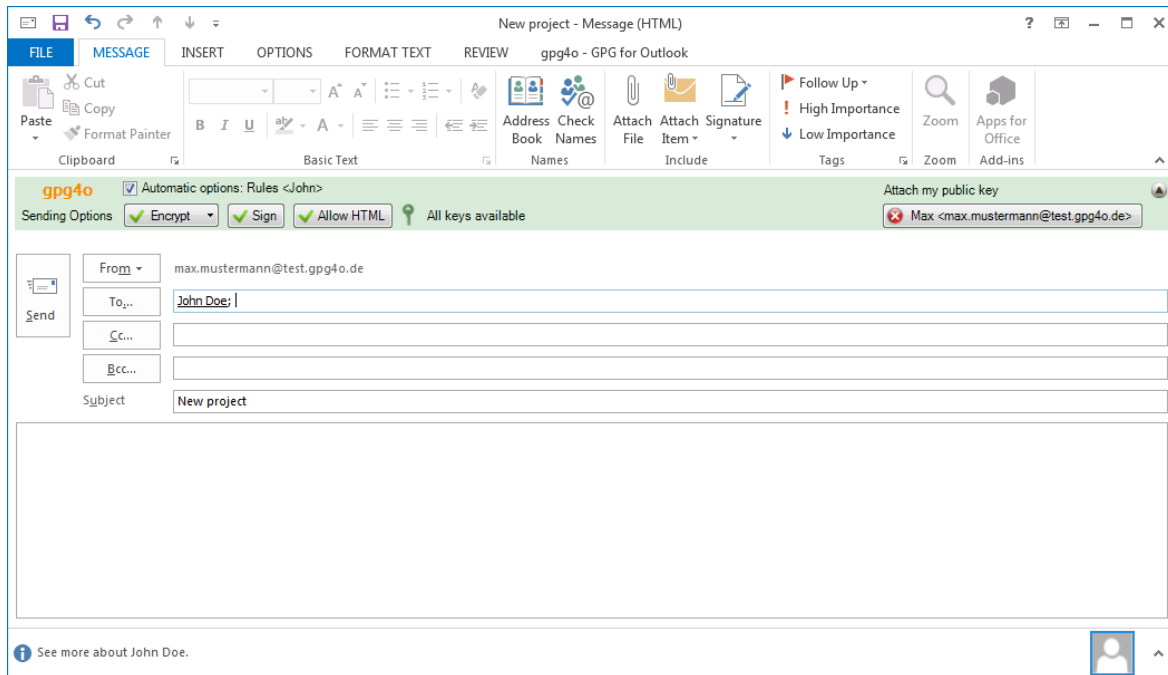 New project - Message (HTML) ?
FILE MESSAGE INSERT OPTIONS FORMAT TEXT REVIEW gpg4o - GPG for Outlook
Paste
Cut
Copy
Format Painter
Clipboard
B I U A A A
Basic Text
Address Book
Check Names
Names
Attach File
Attach Item
Signature
Include
Follow Up
High Importance
Low Importance
Tags
Zoom
Zoom
Apps for Office
Add-ins
gpg4o Automatic options: Rules <John> Attach my public key
Sending Options Encrypt Sign Allow HTML All keys available Max <max.mustermann@test.gpg4o.de>
Send
From max.mustermann@test.gpg4o.de
To... John Doe;
Cc...
Bcc...
Subject New project
See more about John Doe.